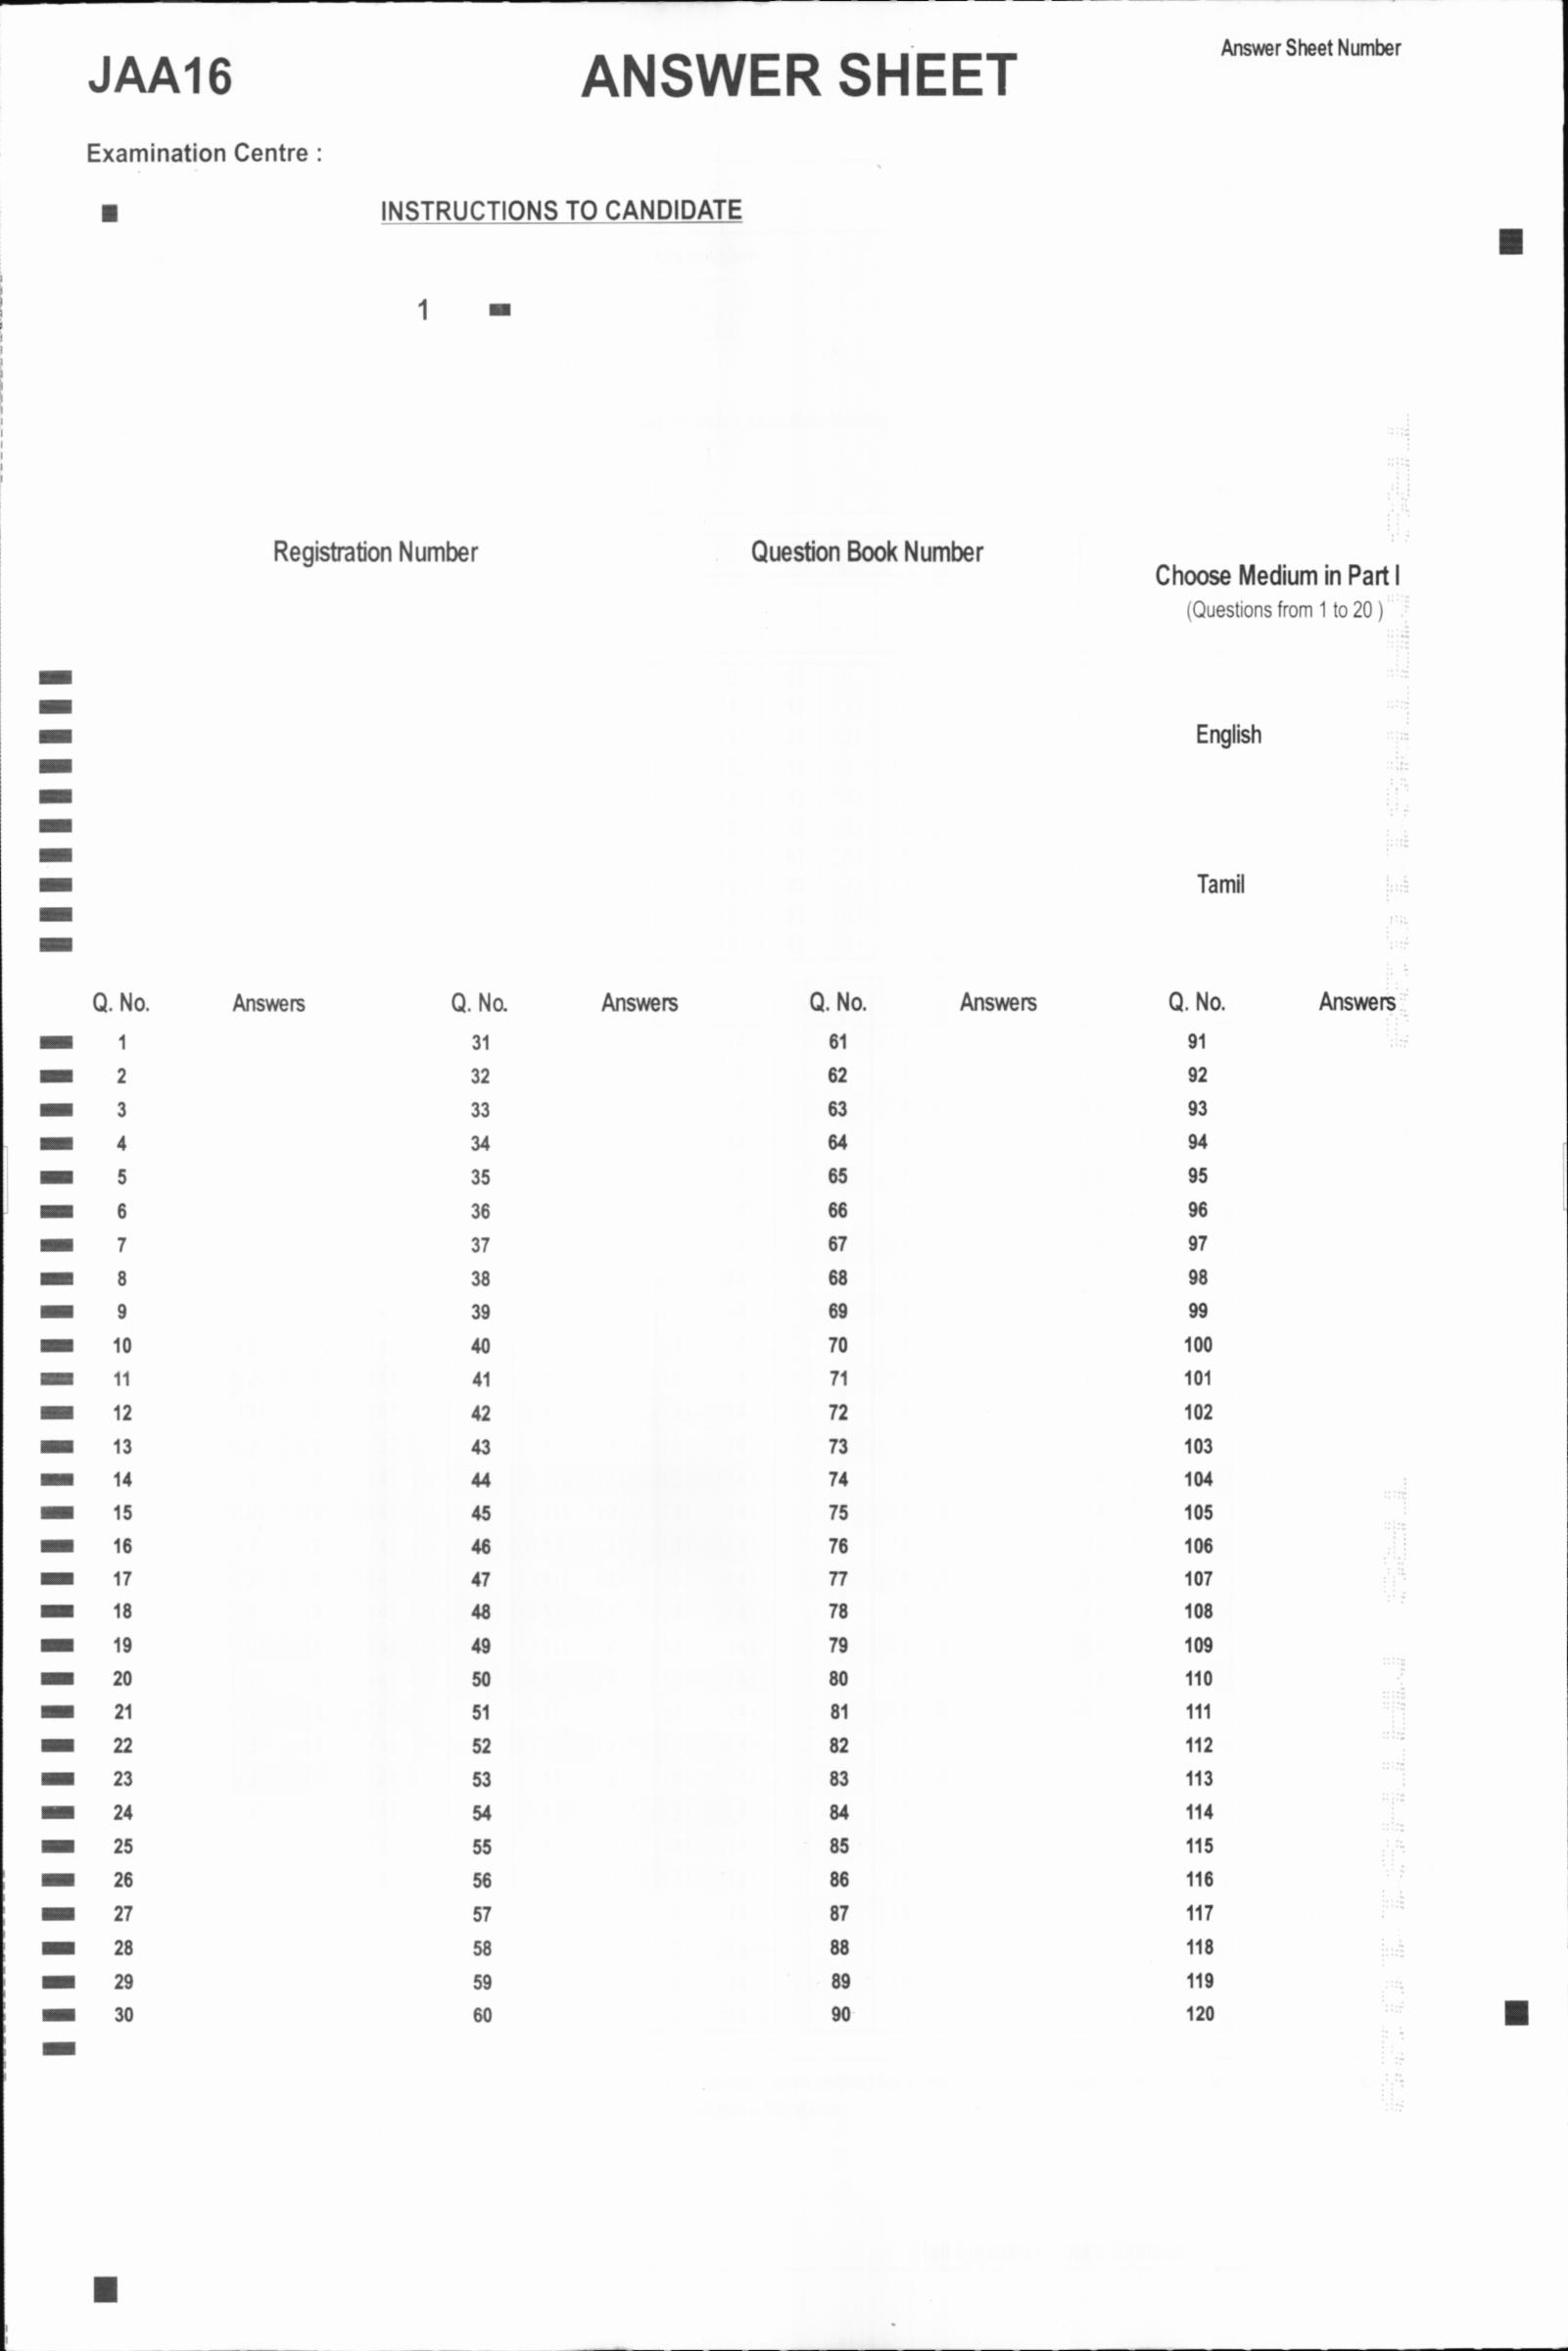 Answer Sheet Number
JAA16 ANSWER SHEET
Examination Centre :
INSTRUCTIONS TO CANDIDATE
1
Registration Number Question Book Number
Choose Medium in Part I
(Questions from 1 to 20 )
English
Tamil
Q. No. Answers Q. No. Answers Q. No. Answers Q. No. Answers
1 31 61 91
2 32 62 92
3 33 63 93
4 34 64 94
5 35 65 95
6 36 66 96
7 37 67 97
8 38 68 98
9 39 69 99
10 40 70 100
11 41 71 101
12 42 72 102
13 43 73 103
14 44 74 104
15 45 75 105
16 46 76 106
17 47 77 107
18 48 78 108
19 49 79 109
20 50 80 110
21 51 81 111
22 52 82 112
23 53 83 113
24 54 84 114
25 55 85 115
26 56 86 116
27 57 87 117
28 58 88 118
29 59 89 119
30 60 90 120